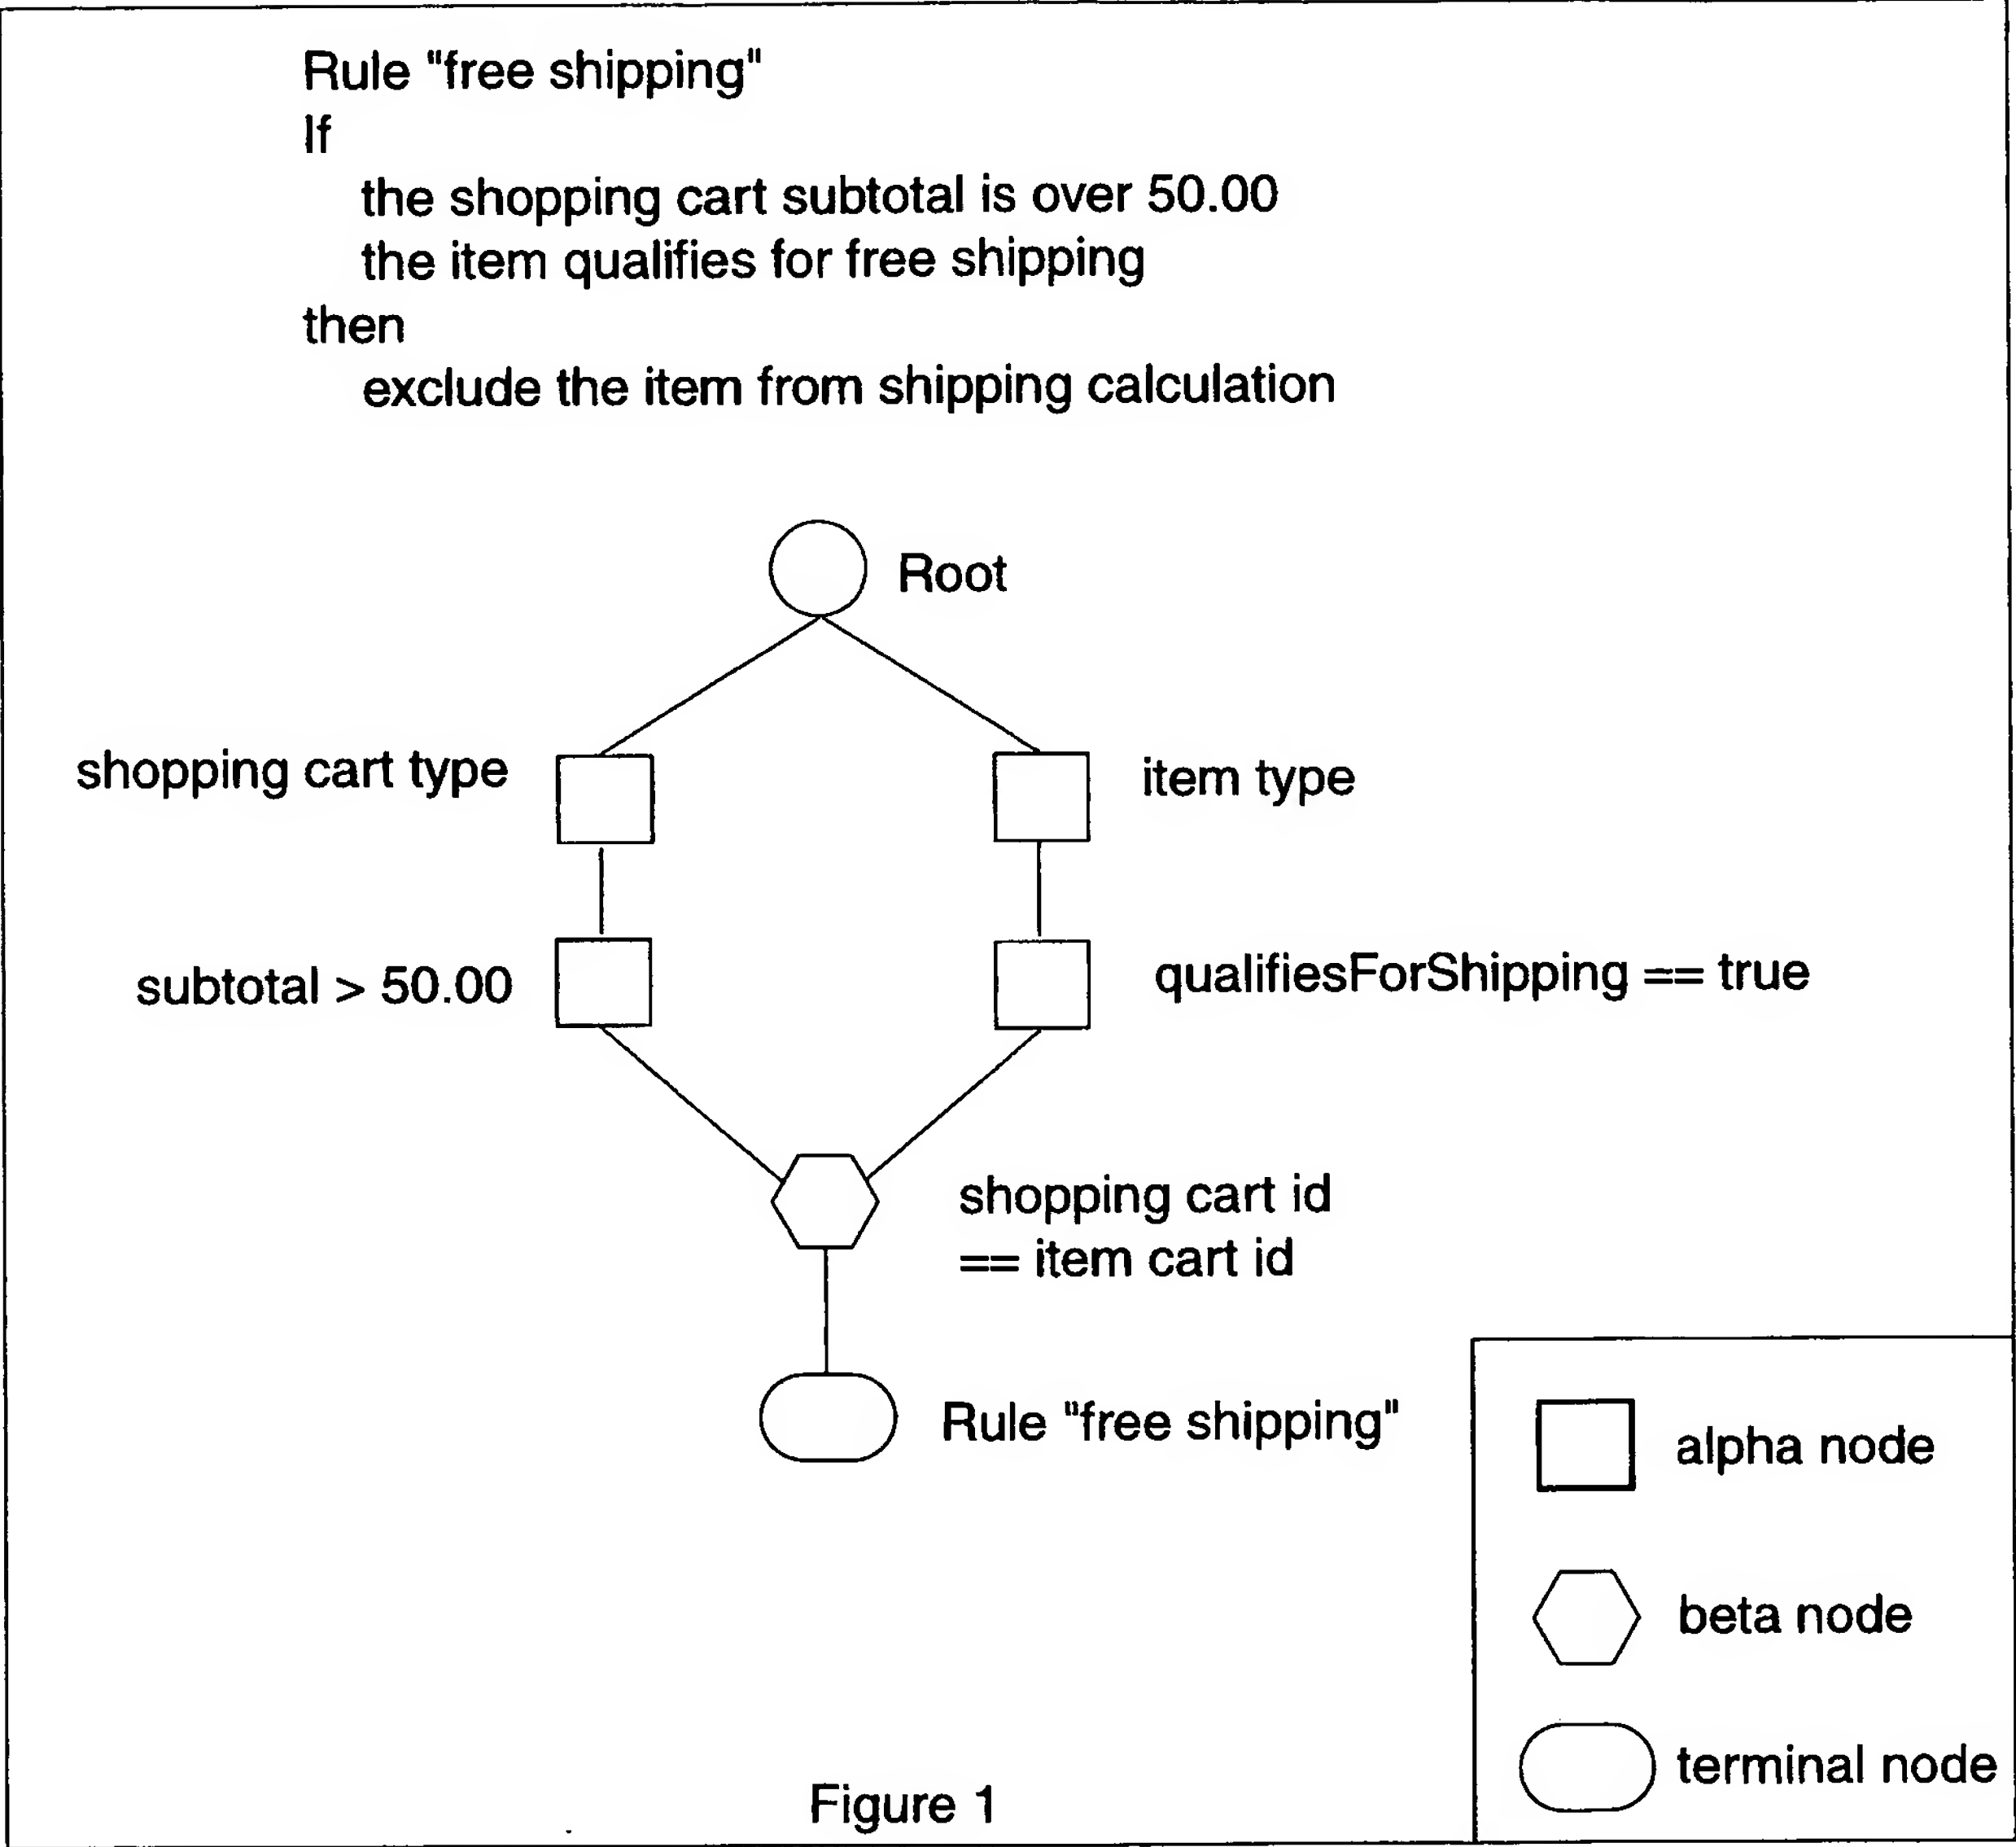 Rule "free shipping"
If
the shopping cart subtotal is over 50.00
the item qualifies for free shipping
then
exclude the item from shipping calculation
Root
shopping cart type
item type
subtotal > 50.00
qualifiesForShipping == true
shopping cart id
== item cart id
Rule "free shipping"
alpha node
beta node
terminal node
Figure 1